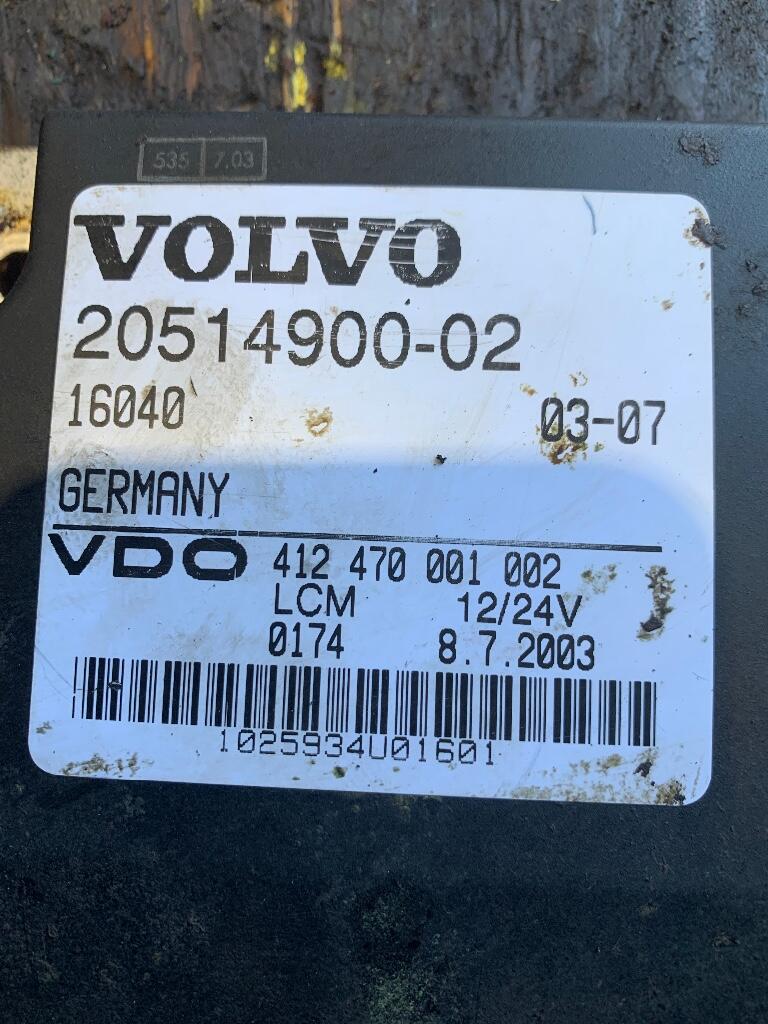 535 7.03
VOLVO
20514900-02
16040 03-07
GERMANY
VDO 412 470 001 002
LCM 12/24V
0174 8.7.2003
1025934U01601